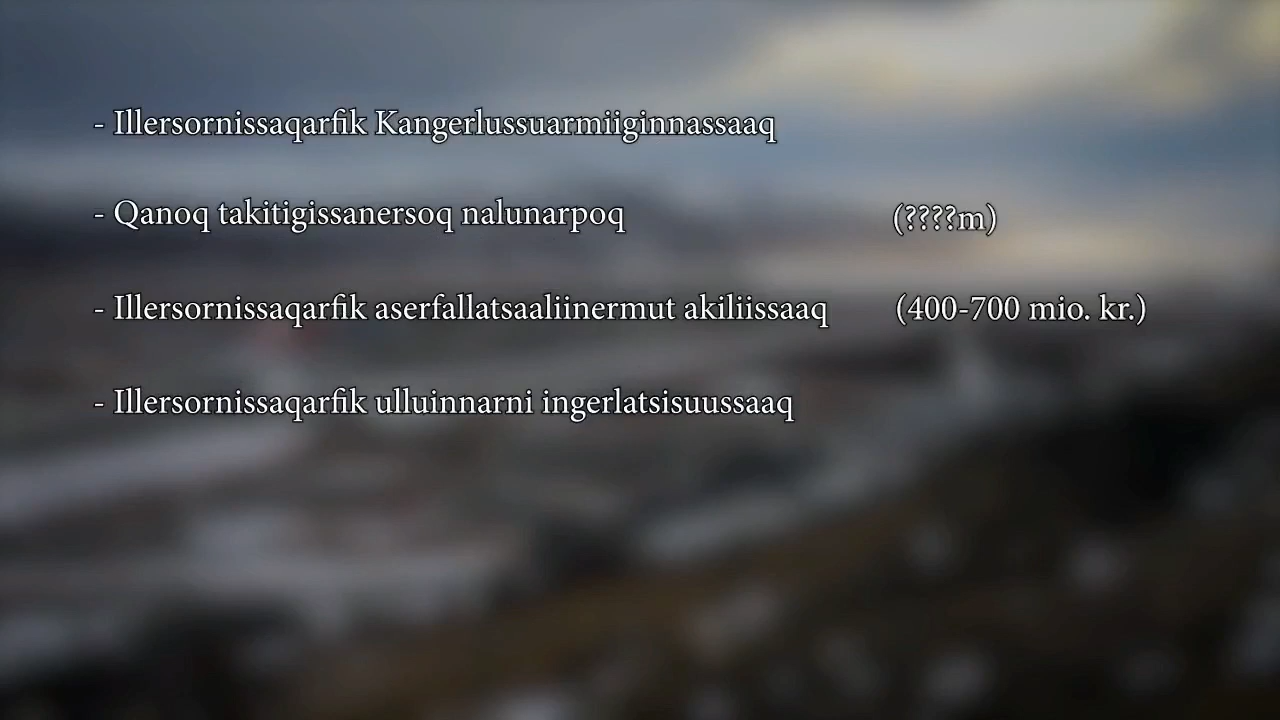 - Illersornissaqarfik Kangerlussuarmiiginnassaaq
- Qanoq takitigissanersoq nalunarpoq (????m)
- Illersornissaqarfik aserfallatsaaliinermut akiliissaaq (400-700 mio. kr.)
- Illersornissaqarfik ulluinnarni ingerlatsisuussaaq